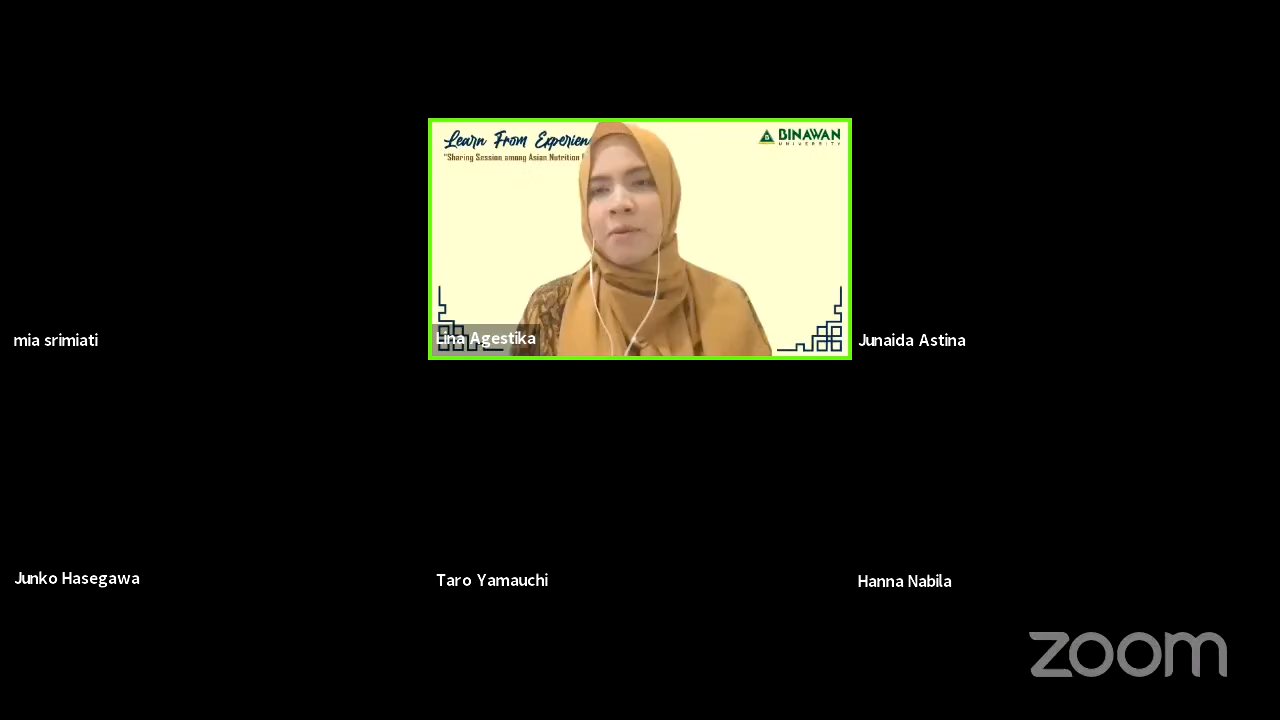 Learn From Experien
"Sharing Session among Asian Nutrition
BINAWAN
UNIVERSITY
mia srimiati
Lina Agestika
Junaida Astina
Junko Hasegawa
Taro Yamauchi
Hanna Nabila
zoom